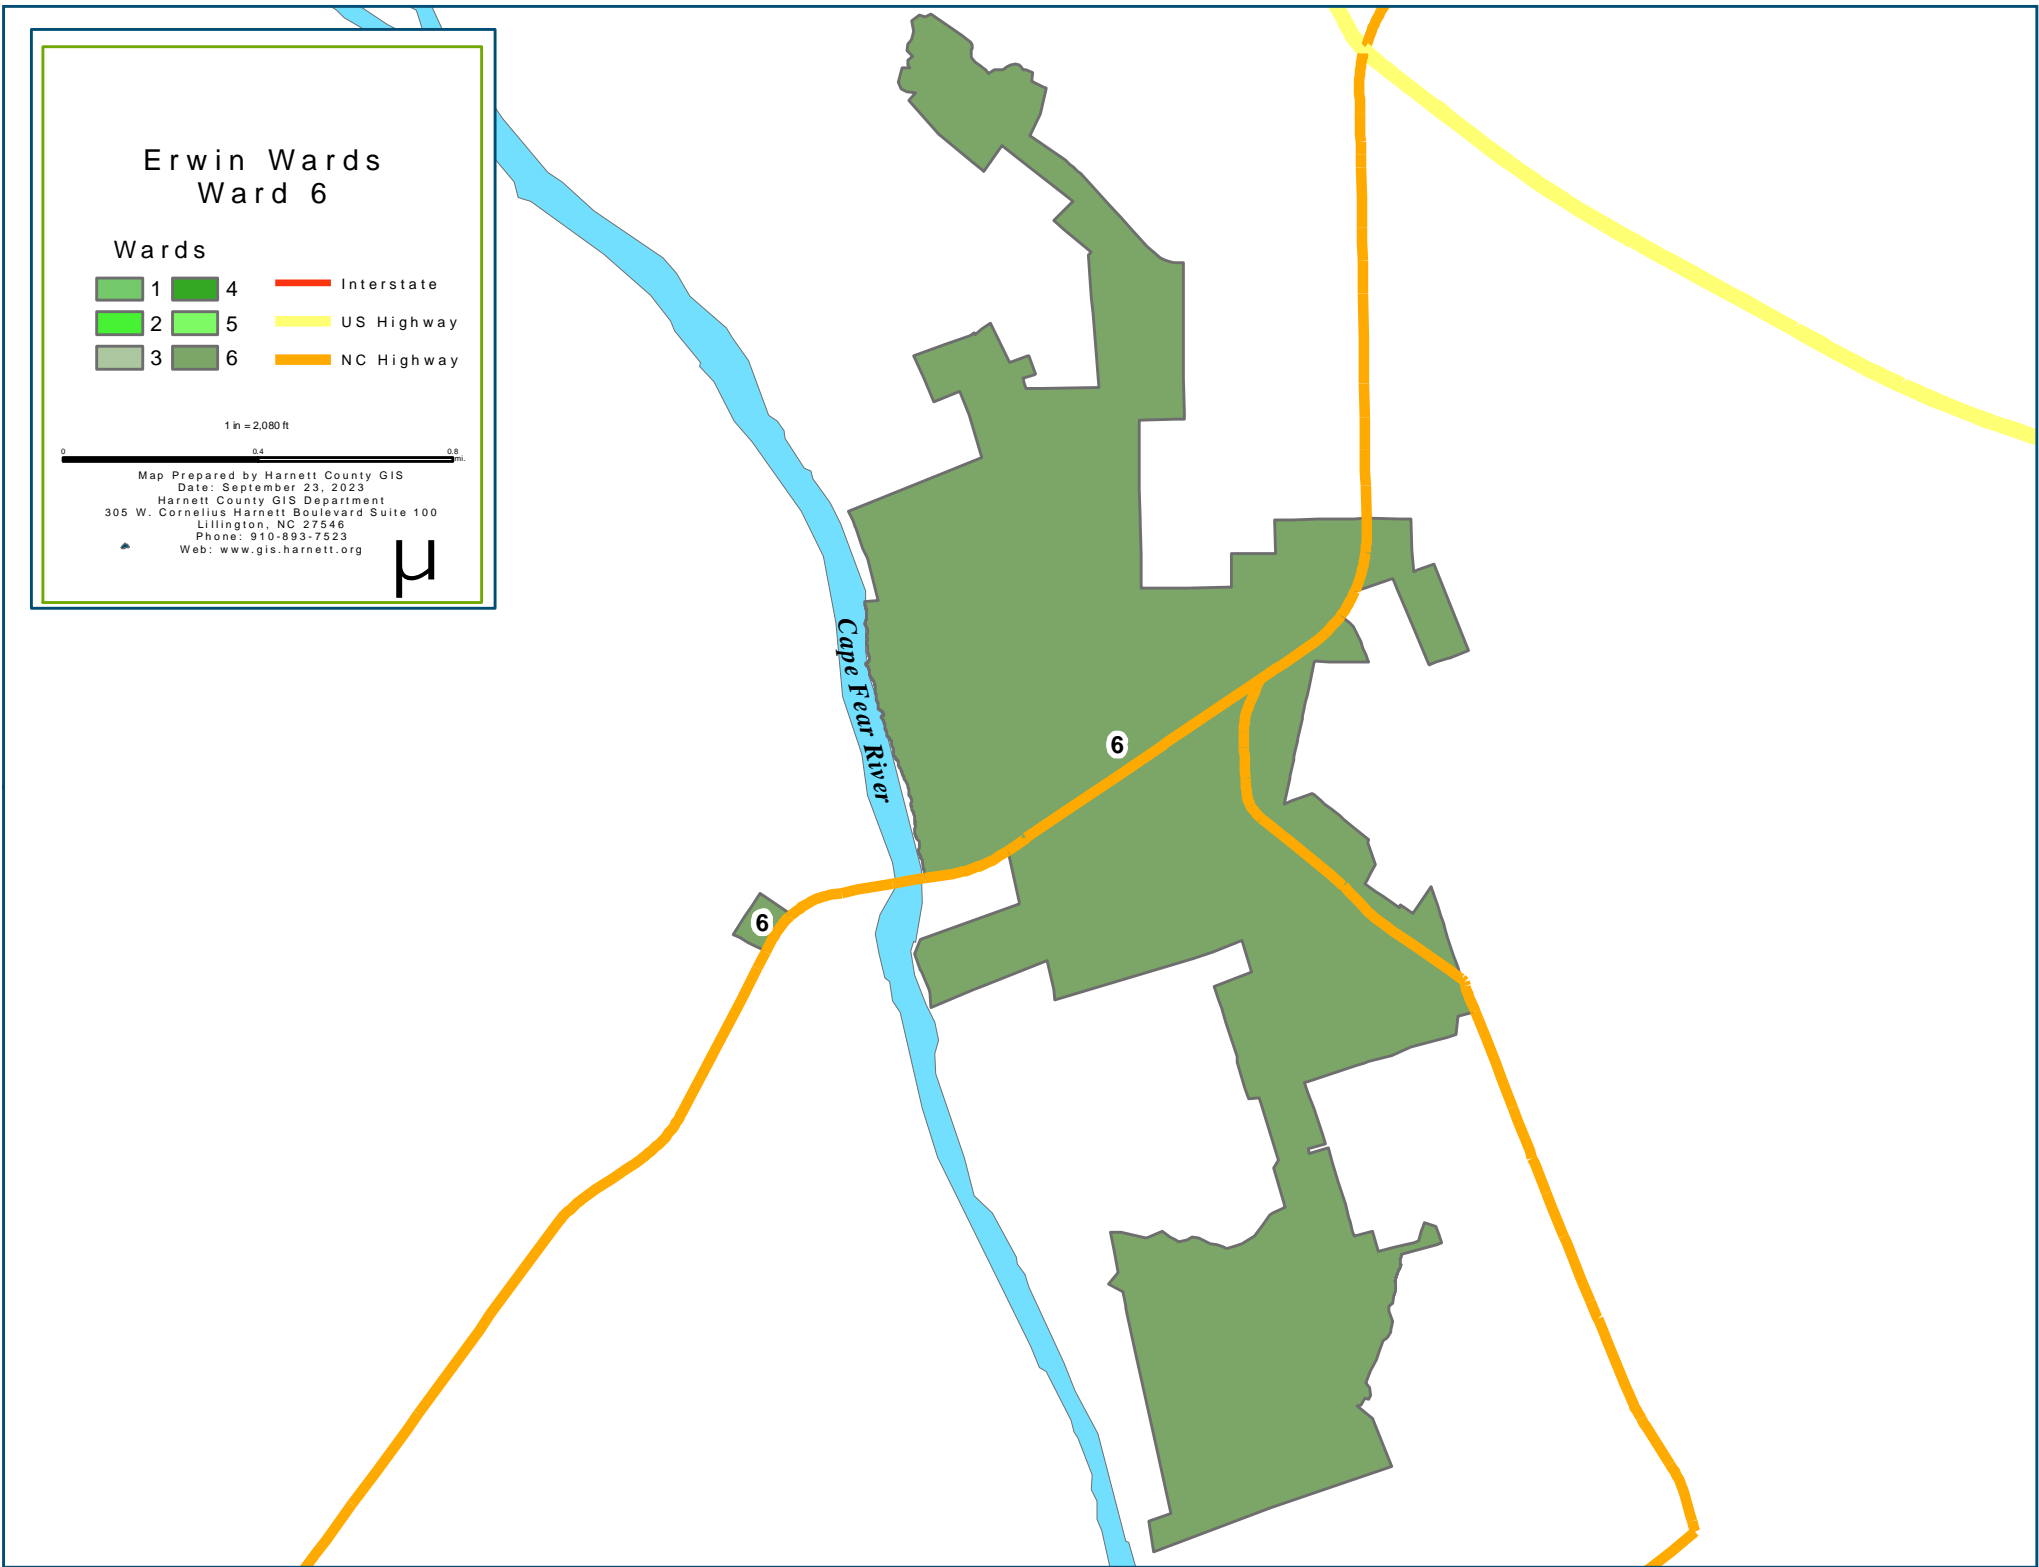 Erwin Wards
Ward 6
Wards
1 4 Interstate
2 5 US Highway
3 6 NC Highway
1 in = 2,080 ft
0 0.4 0.8
mi.
Map Prepared by Harnett County GIS
Date: September 23, 2023
Harnett County GIS Department
305 W. Cornelius Harnett Boulevard Suite 100
Lillington, NC 27546
Phone: 910-893-7523
Web: www.gis.harnett.org
µ
Cape Fear River
6
6